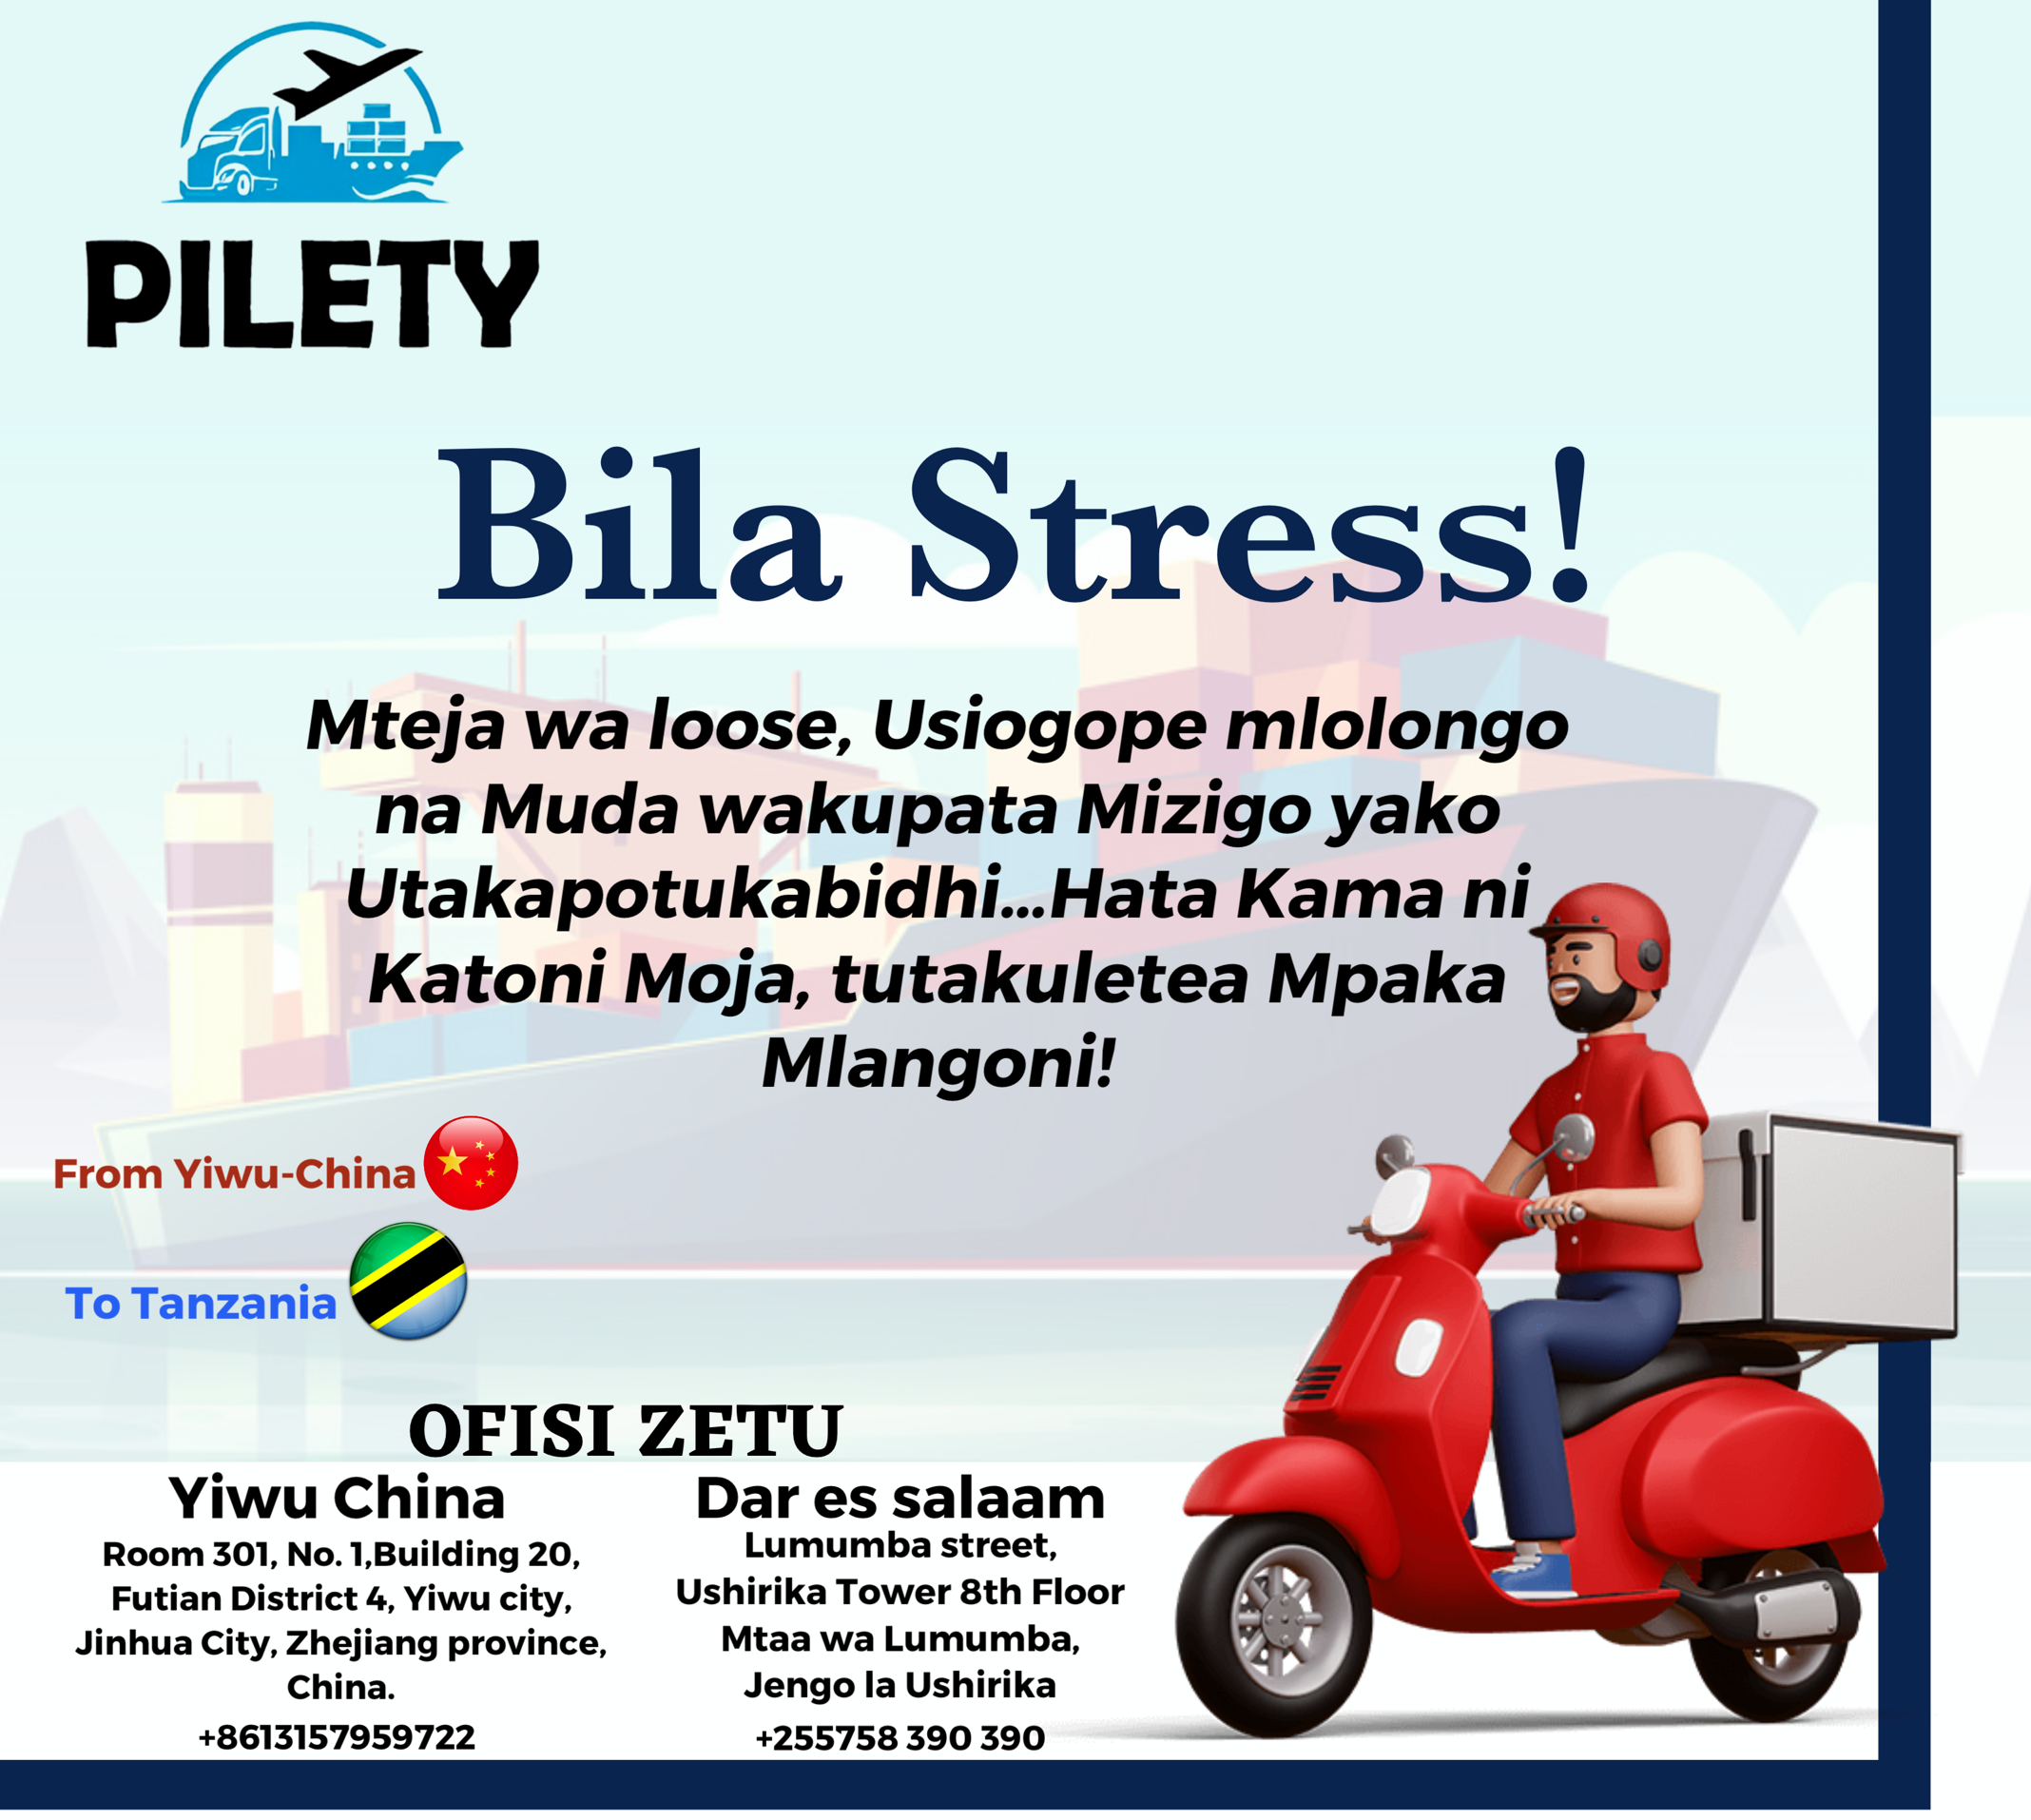 PILETY
Bila Stress!
Mteja wa loose, Usiogope mlolongo
na Muda wakupata Mizigo yako
Utakapotukabidhi...Hata Kama ni
Katoni Moja, tutakuletea Mpaka
Mlangoni!
From Yiwu-China
To Tanzania
OFISI ZETU
Yiwu China
Room 301, No. 1,Building 20,
Futian District 4, Yiwu city,
Jinhua City, Zhejiang province,
China.
+8613157959722
Dar es salaam
Lumumba street,
Ushirika Tower 8th Floor
Mtaa wa Lumumba,
Jengo la Ushirika
+255758 390 390